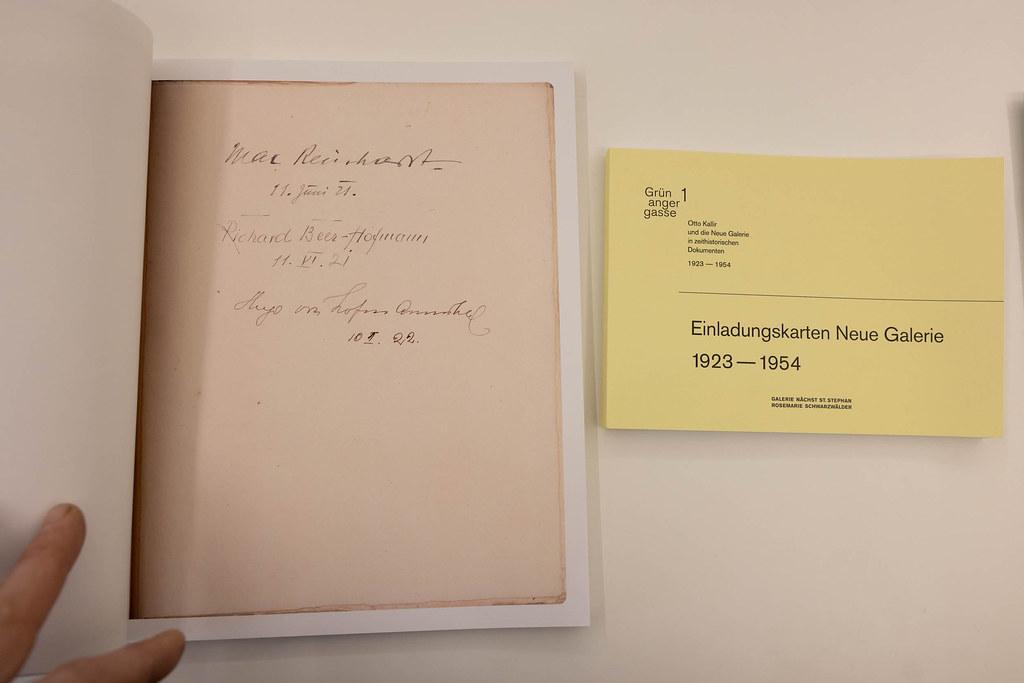 Max Reinhardt
11. Juni 21.
Richard Beer-Hofmann
11. VI. 21
Hugo von Hofmannsthal
10 II. 22.
Grün
anger 1
gasse
Otto Kallir
und die Neue Galerie
in zeithistorischen
Dokumenten
1923 — 1954
Einladungskarten Neue Galerie
1923 — 1954
GALERIE NÄCHST ST. STEPHAN
ROSEMARIE SCHWARZWÄLDER